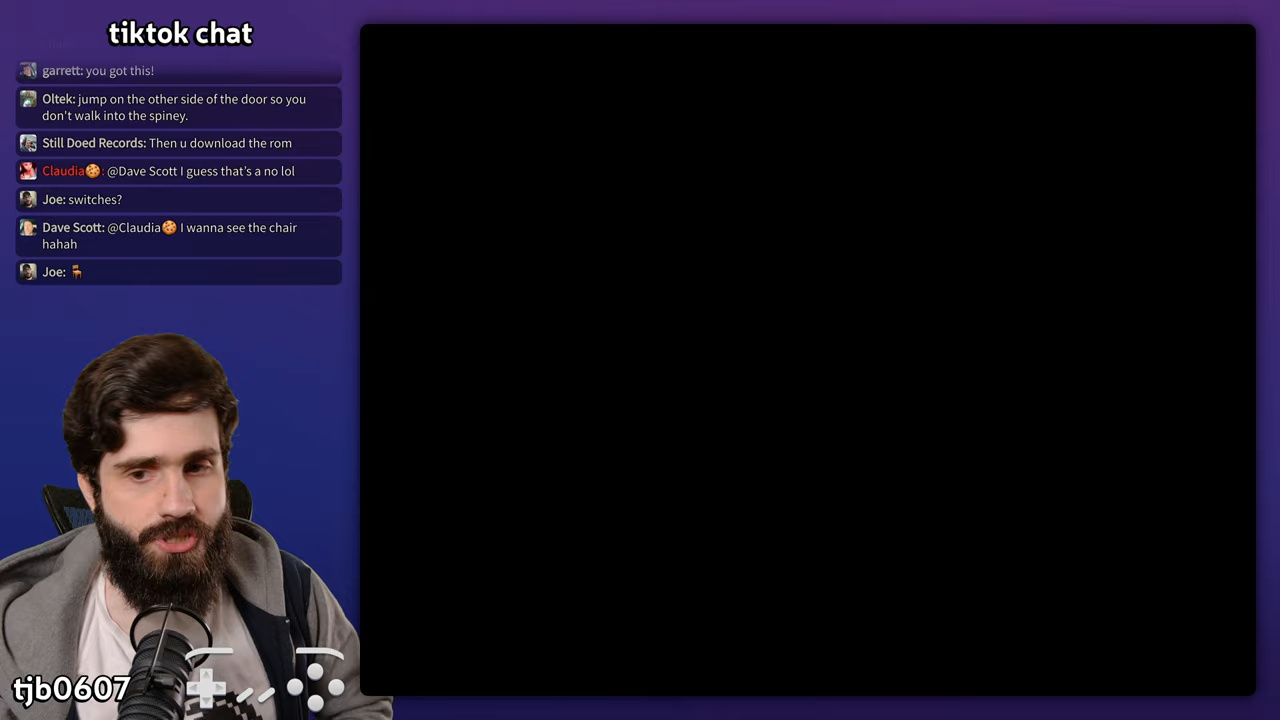 tiktok chat
garrett: you got this!
Oltek: jump on the other side of the door so you
don't walk into the spiney.
Still Doed Records: Then u download the rom
Claudia🍪: @Dave Scott I guess that's a no lol
Joe: switches?
Dave Scott: @Claudia🍪 I wanna see the chair
hahah
Joe: 🪑
tjb0607